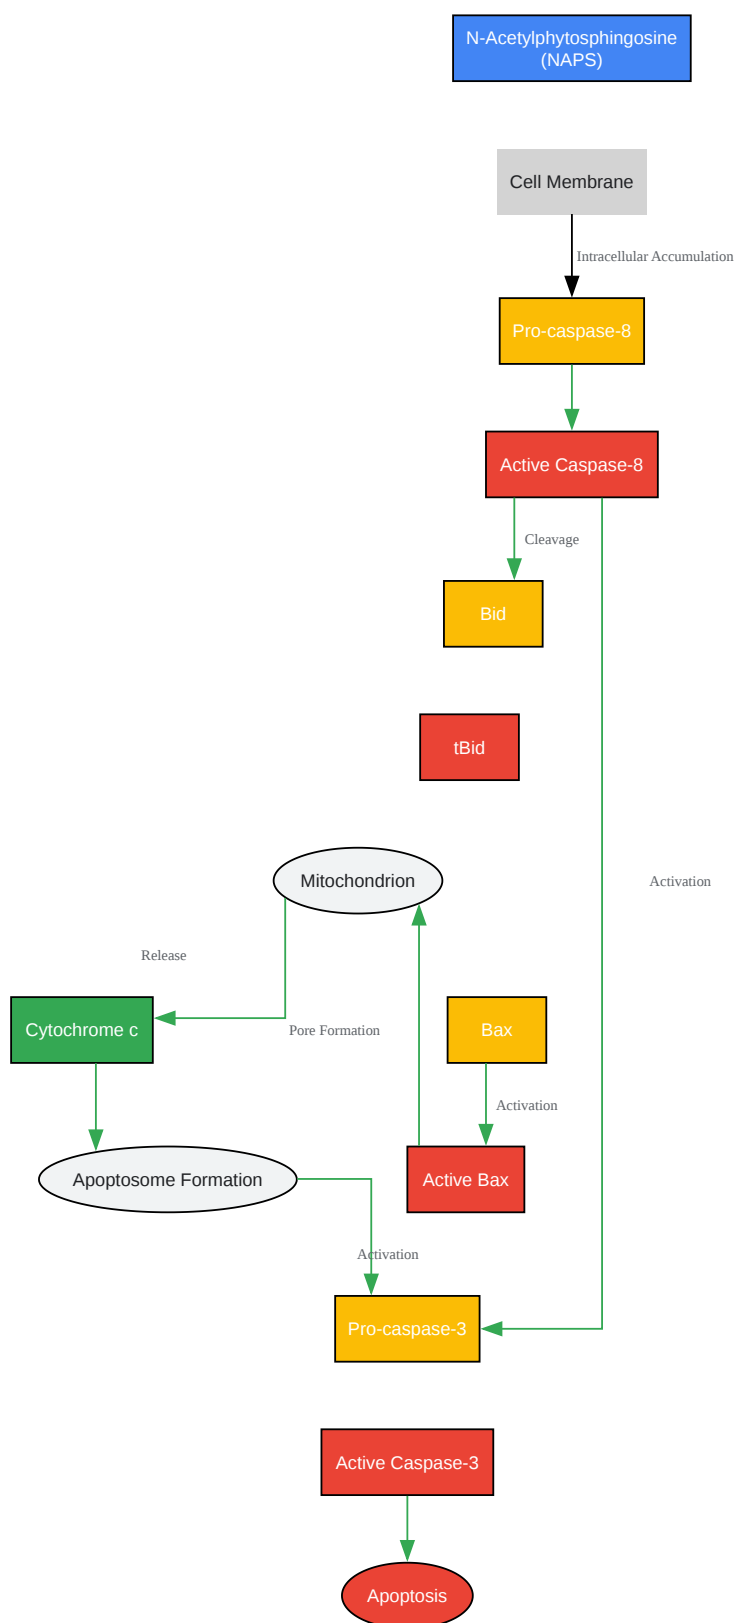 N-Acetylphytosphingosine
(NAPS)
Cell Membrane
Intracellular Accumulation
Pro-caspase-8
Active Caspase-8
Cleavage
Bid
tBid
Mitochondrion
Activation
Release
Cytochrome c
Pore Formation
Bax
Activation
Apoptosome Formation
Active Bax
Activation
Pro-caspase-3
Active Caspase-3
Apoptosis